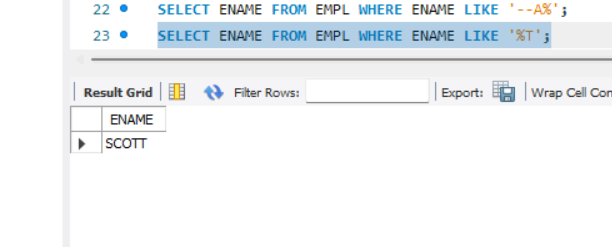 22 SELECT ENAME FROM EMPL WHERE ENAME LIKE '--A%';
23 SELECT ENAME FROM EMPL WHERE ENAME LIKE '%T';
Result Grid Filter Rows: Export: Wrap Cell Con
ENAME
SCOTT